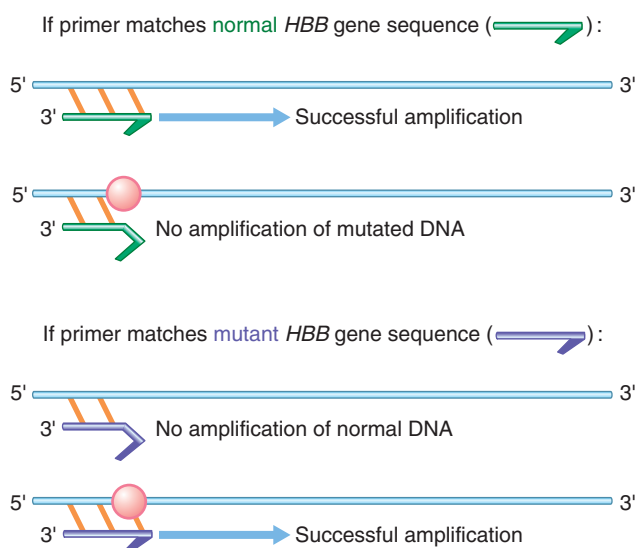 If primer matches normal HBB gene sequence ( ) :
5' 3'
3' Successful amplification
5' 3'
3' No amplification of mutated DNA
If primer matches mutant HBB gene sequence ( ) :
5' 3'
3' No amplification of normal DNA
5' 3'
3' Successful amplification